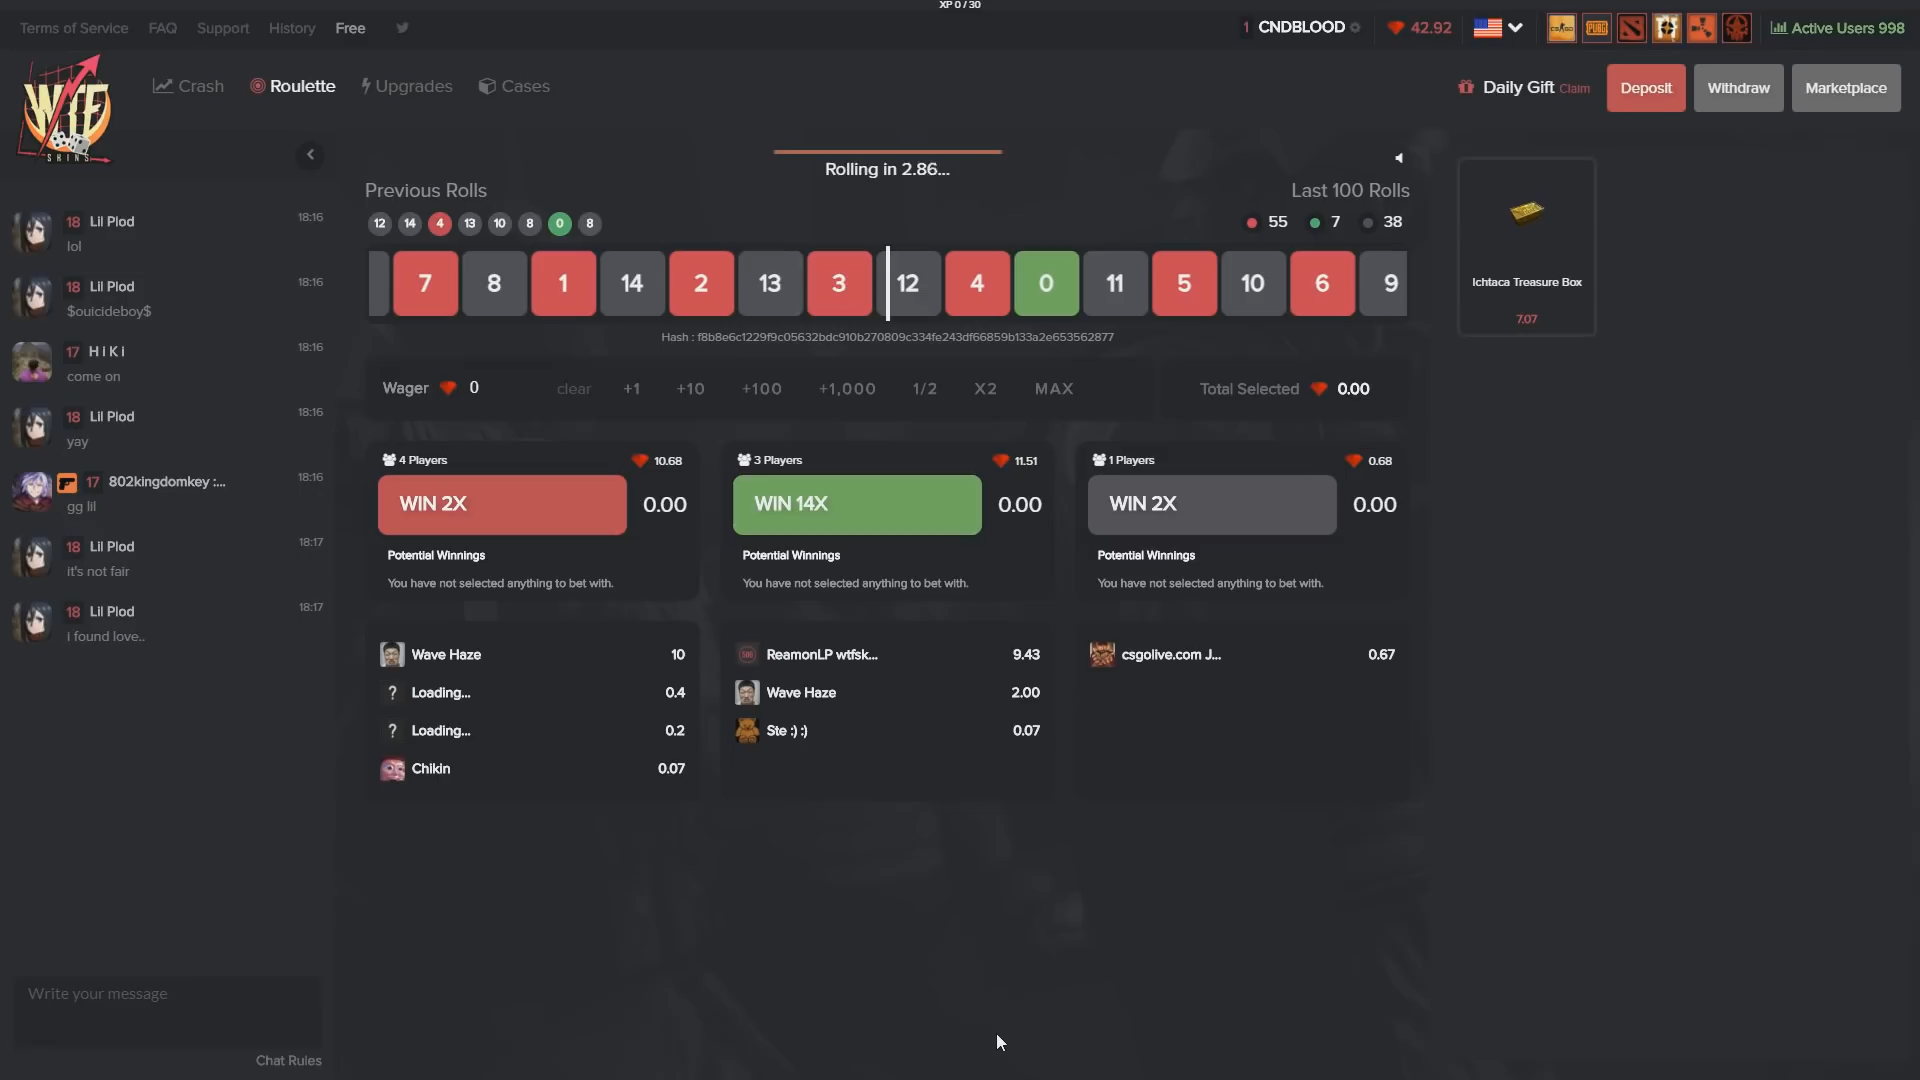 XP 0 / 30
Terms of Service FAQ Support History Free
1 CNDBLOOD 42.92 Active Users 998
WTF
SKINS
Crash Roulette Upgrades Cases
Daily Gift Claim Deposit Withdraw Marketplace
Rolling in 2.86...
Previous Rolls
Last 100 Rolls
12 14 4 13 10 8 0 8
55 7 38
7 8 1 14 2 13 3 12 4 0 11 5 10 6 9
Hash : f8b8e6c1229f9c05632bdc910b270809c334fe243df66859b133a2e653562877
Wager 0 clear +1 +10 +100 +1,000 1/2 X2 MAX
Total Selected 0.00
4 Players 10.68
WIN 2X 0.00
Potential Winnings
You have not selected anything to bet with.
Wave Haze 10
Loading... 0.4
Loading... 0.2
Chikin 0.07
3 Players 11.51
WIN 14X 0.00
Potential Winnings
You have not selected anything to bet with.
ReamonLP wtfsk... 9.43
Wave Haze 2.00
Ste :) :) 0.07
1 Players 0.68
WIN 2X 0.00
Potential Winnings
You have not selected anything to bet with.
csgolive.com J... 0.67
Ichtaca Treasure Box
7.07
18 Lil Plod 18:16
lol
18 Lil Plod 18:16
$ouicideboy$
17 H I K I 18:16
come on
18 Lil Plod 18:16
yay
17 802kingdomkey :... 18:16
gg lil
18 Lil Plod 18:17
it's not fair
18 Lil Plod 18:17
i found love..
Write your message
Chat Rules